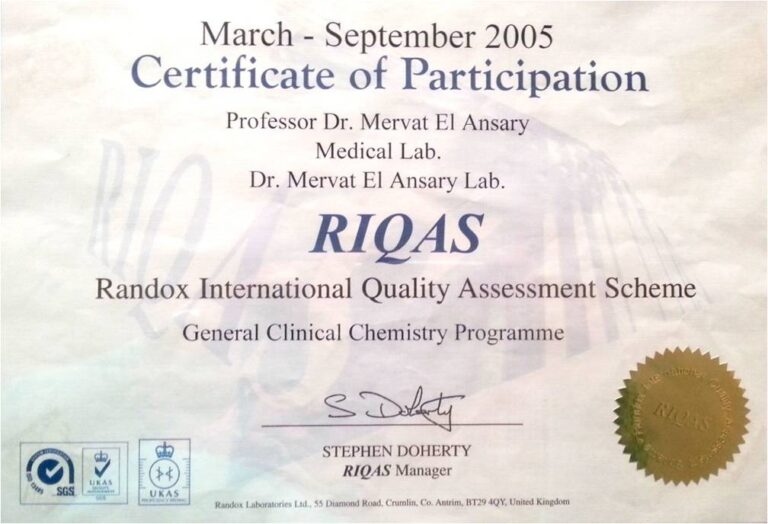 March - September 2005
Certificate of Participation
Professor Dr. Mervat El Ansary
Medical Lab.
Dr. Mervat El Ansary Lab.
RIQAS
Randox International Quality Assessment Scheme
General Clinical Chemistry Programme
S Doherty
STEPHEN DOHERTY
RIQAS Manager
SGS
UKAS
UKAS
RIQAS
Randox Laboratories Ltd., 55 Diamond Road, Crumlin, Co. Antrim, BT29 4QY, United Kingdom